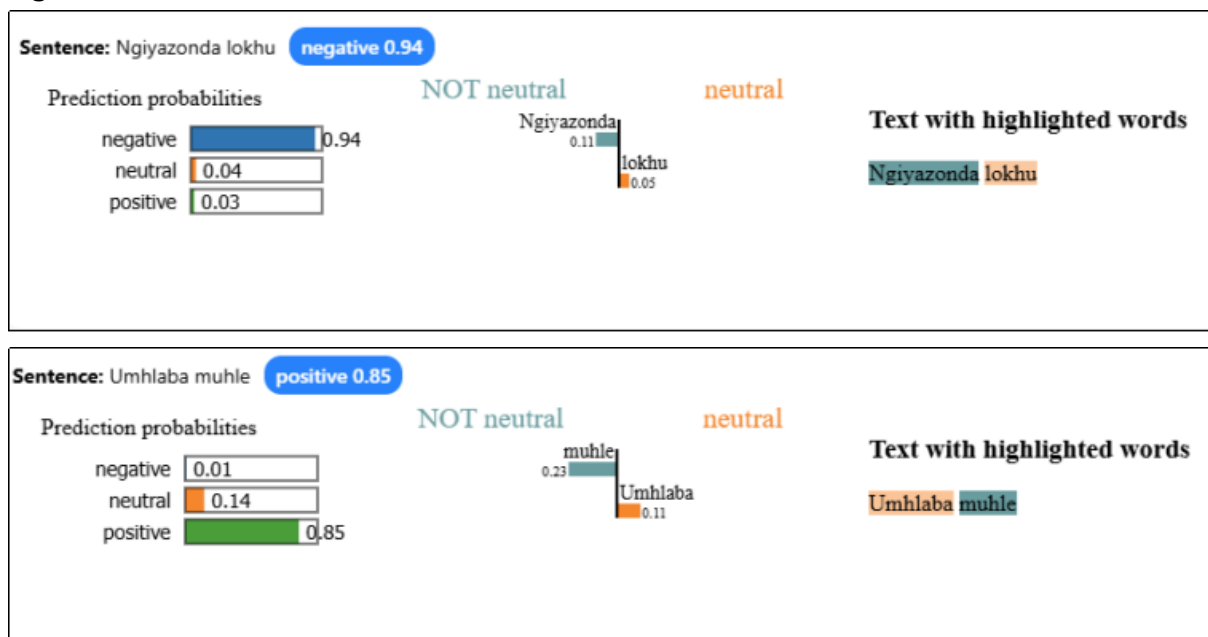 Sentence: Ngiyazonda lokhu negative 0.94
Prediction probabilities
negative 0.94
neutral 0.04
positive 0.03
NOT neutral neutral
Ngiyazonda
0.11
lokhu
0.05
Text with highlighted words
Ngiyazonda lokhu
Sentence: Umhlaba muhle positive 0.85
Prediction probabilities
negative 0.01
neutral 0.14
positive 0.85
NOT neutral neutral
muhle
0.23
Umhlaba
0.11
Text with highlighted words
Umhlaba muhle